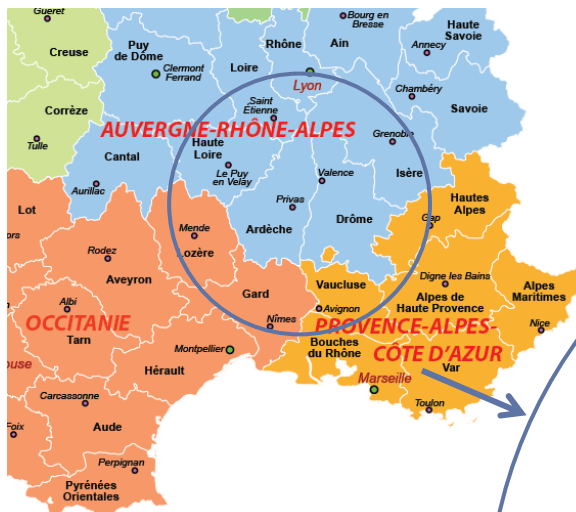 Gueret
Creuse
Puy
de Dôme
Clermont
Ferrand
Loire
Rhône
Ain
Bourg en
Bresse
Haute
Savoie
Annecy
Lyon
Chambéry
Savoie
Corrèze
Tulle
Saint
Étienne
AUVERGNE-RHÔNE-ALPES
Grenoble
Cantal
Haute
Loire
Le Puy
en Velay
Aurillac
Valence
Isère
Hautes
Alpes
Lot
ors
Privas
Gap
Mende
Lozère
Ardèche
Drôme
Rodez
Aveyron
Gard
Vaucluse
Digne les Bains
Alpes
Maritimes
Alpes de
Haute Provence
Albi
OCCITANIE
Tarn
Nîmes
Avignon
PROVENCE-ALPES-
CÔTE D'AZUR
Nice
Bouches
du Rhône
Montpellier
Hérault
ouse
Marseille
Var
Toulon
Carcassonne
Aude
Foix
Perpignan
Pyrénées
Orientales